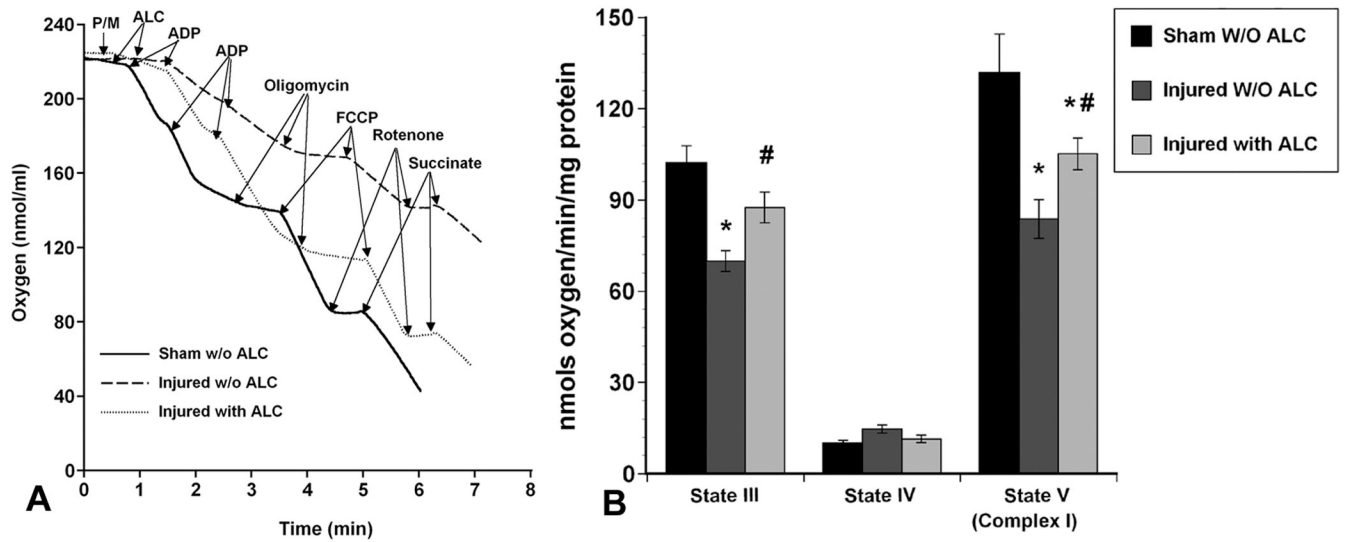 240
200
160
120
80
40
0
Oxygen (nmol/ml)
P/M
ALC
ADP
ADP
Oligomycin
FCCP
Rotenone
Succinate
Sham w/o ALC
Injured w/o ALC
Injured with ALC
0 1 2 3 4 5 6 7 8
Time (min)
A
150
120
90
60
30
0
nmols oxygen/min/mg protein
*
#
*
*#
State III
State IV
State V
(Complex I)
B
Sham W/O ALC
Injured W/O ALC
Injured with ALC